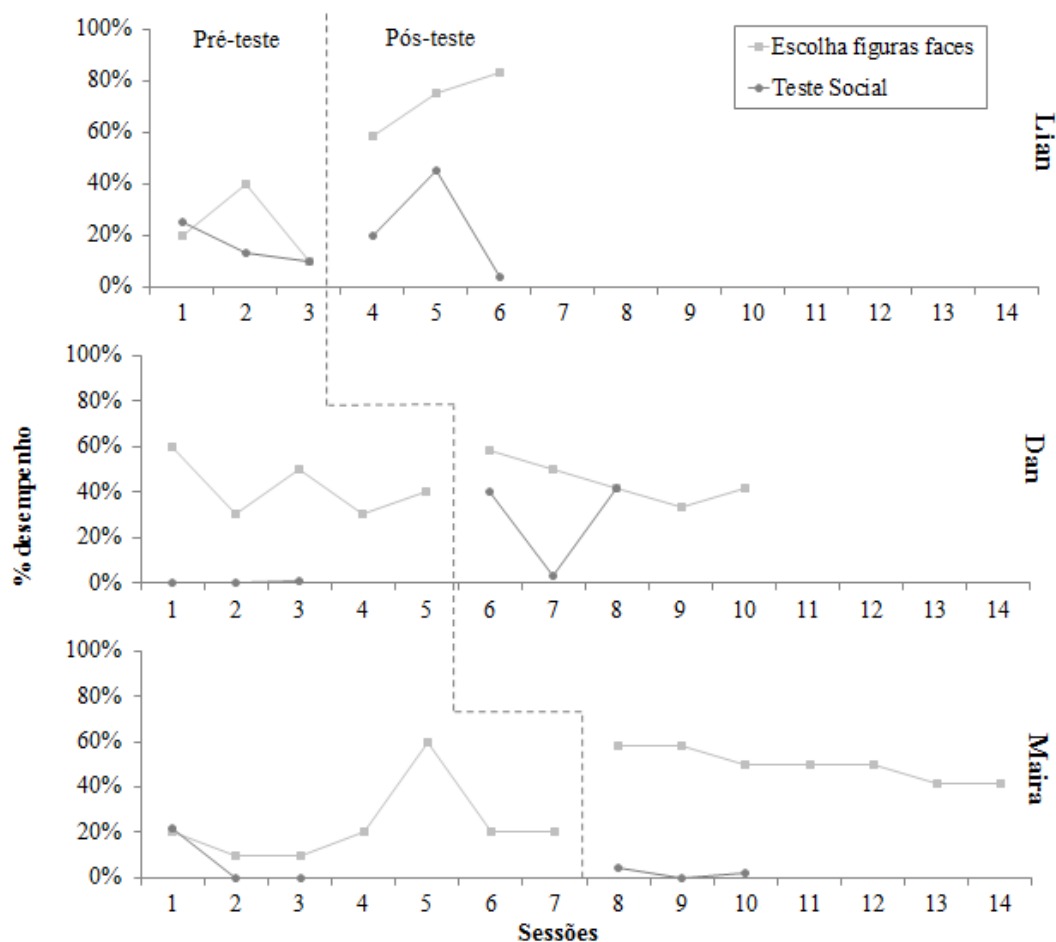 100%
Pré-teste
Pós-teste
Escolha figuras faces
Teste Social
80%
60%
40%
20%
0%
1 2 3 4 5 6 7 8 9 10 11 12 13 14
Lian
% desempenho
100%
80%
60%
40%
20%
0%
1 2 3 4 5 6 7 8 9 10 11 12 13 14
Dan
100%
80%
60%
40%
20%
0%
1 2 3 4 5 6 7 8 9 10 11 12 13 14
Maira
Sessões